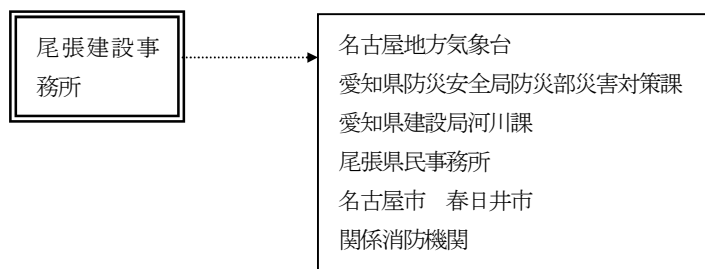 尾張建設事
務所
名古屋地方気象台
愛知県防災安全局防災部災害対策課
愛知県建設局河川課
尾張県民事務所
名古屋市　春日井市
関係消防機関